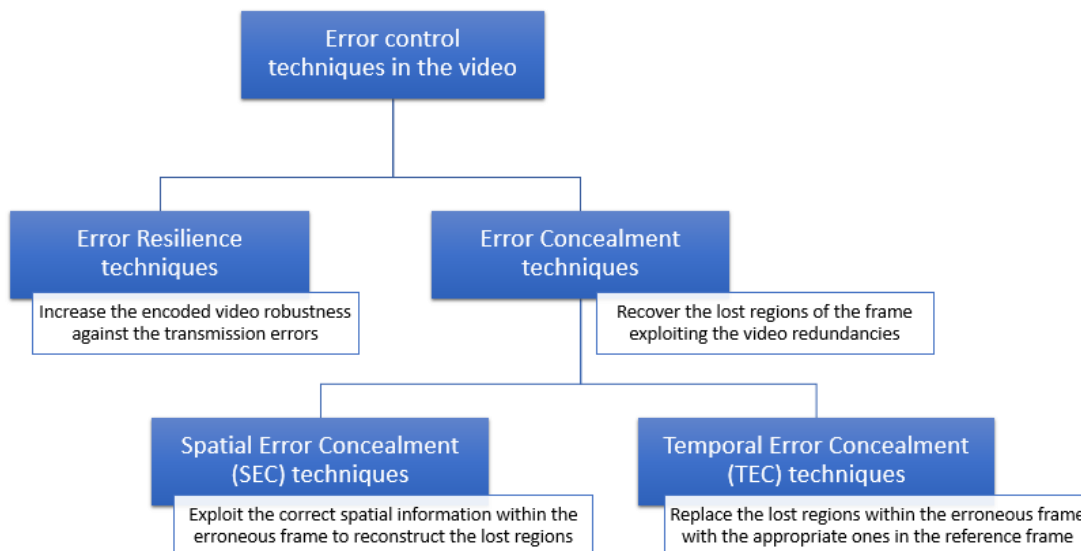 Error control
techniques in the video
Error Resilience
techniques
Increase the encoded video robustness
against the transmission errors
Error Concealment
techniques
Recover the lost regions of the frame
exploiting the video redundancies
Spatial Error Concealment
(SEC) techniques
Exploit the correct spatial information within the
erroneous frame to reconstruct the lost regions
Temporal Error Concealment
(TEC) techniques
Replace the lost regions within the erroneous frame
with the appropriate ones in the reference frame